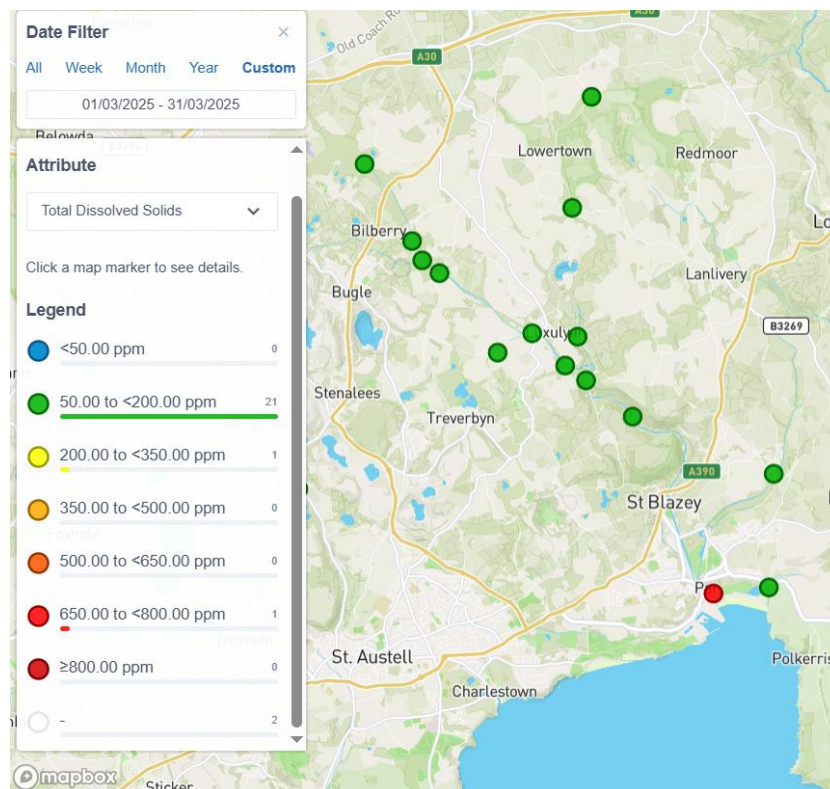 Date Filter ×
All Week Month Year Custom
01/03/2025 - 31/03/2025
Belowda
Attribute
Total Dissolved Solids
Click a map marker to see details.
Legend
<50.00 ppm 0
50.00 to <200.00 ppm 21
200.00 to <350.00 ppm 1
350.00 to <500.00 ppm 0
500.00 to <650.00 ppm 0
650.00 to <800.00 ppm 1
≥800.00 ppm 0
- 2
Foxhole
Trewoon
mapbox
Old Coach Ro
A30
A30
Lowertown
Redmoor
Bilberry
Lo
Lanlivery
Bugle
B3269
xuly
Stenalees
Treverbyn
A390
St Blazey
P
St. Austell
Polkerris
Charlestown
Sticker